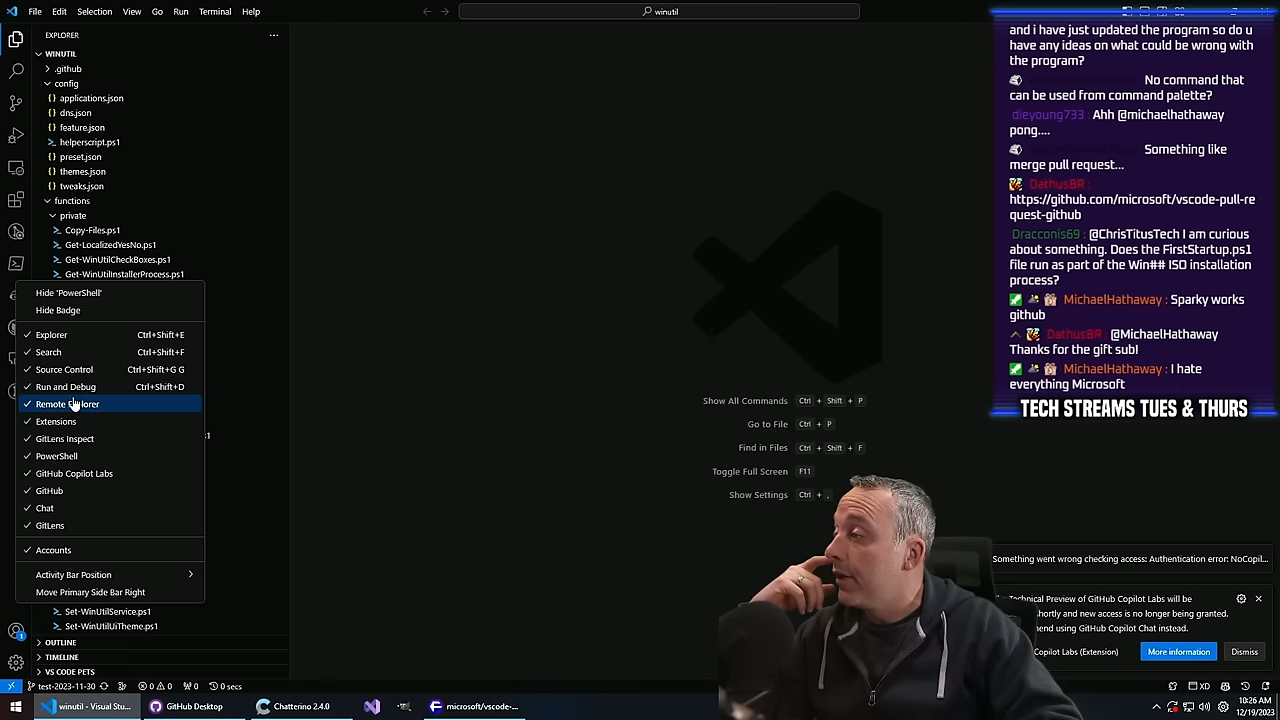 File Edit Selection View Go Run Terminal Help
winutil
EXPLORER
WINUTIL
.github
config
applications.json
dns.json
feature.json
helperscript.ps1
preset.json
themes.json
tweaks.json
functions
private
Copy-Files.ps1
Get-LocalizedYesNo.ps1
Get-WinUtilCheckBoxes.ps1
Get-WinUtilInstallerProcess.ps1
Hide 'PowerShell'
Hide Badge
Explorer Ctrl+Shift+E
Search Ctrl+Shift+F
Source Control Ctrl+Shift+G G
Run and Debug Ctrl+Shift+D
Remote Explorer
Extensions
GitLens Inspect
PowerShell
GitHub Copilot Labs
GitHub
Chat
GitLens
Accounts
Activity Bar Position
Move Primary Side Bar Right
Set-WinUtilService.ps1
Set-WinUtilUITheme.ps1
OUTLINE
TIMELINE
VS CODE PETS
Show All Commands Ctrl + Shift + P
Go to File Ctrl + P
Find in Files Ctrl + Shift + F
Toggle Full Screen F11
Show Settings Ctrl + ,
and i have just updated the program so do u
have any ideas on what could be wrong with
the program?
No command that
can be used from command palette?
dieyoung733 : Ahh @michaelhathaway
pong....
Something like
merge pull request...
DathusBR :
https://github.com/microsoft/vscode-pull-re
quest-github
Dracconis69 : @ChrisTitusTech I am curious
about something. Does the FirstStartup.ps1
file run as part of the Win## ISO installation
process?
MichaelHathaway : Sparky works
github
DathusBR : @MichaelHathaway
Thanks for the gift sub!
MichaelHathaway : I hate
everything Microsoft
TECH STREAMS TUES & THURS
Something went wrong checking access: Authentication error: NoCopil...
Technical Preview of GitHub Copilot Labs will be
hortly and new access is no longer being granted.
mend using GitHub Copilot Chat instead.
Copilot Labs (Extension) More information Dismiss
test-2023-11-30 0 0 0 0 secs XD
winutil - Visual Stu... GitHub Desktop Chatterino 2.4.0 microsoft/vscode-...
10:26 AM
12/19/2023